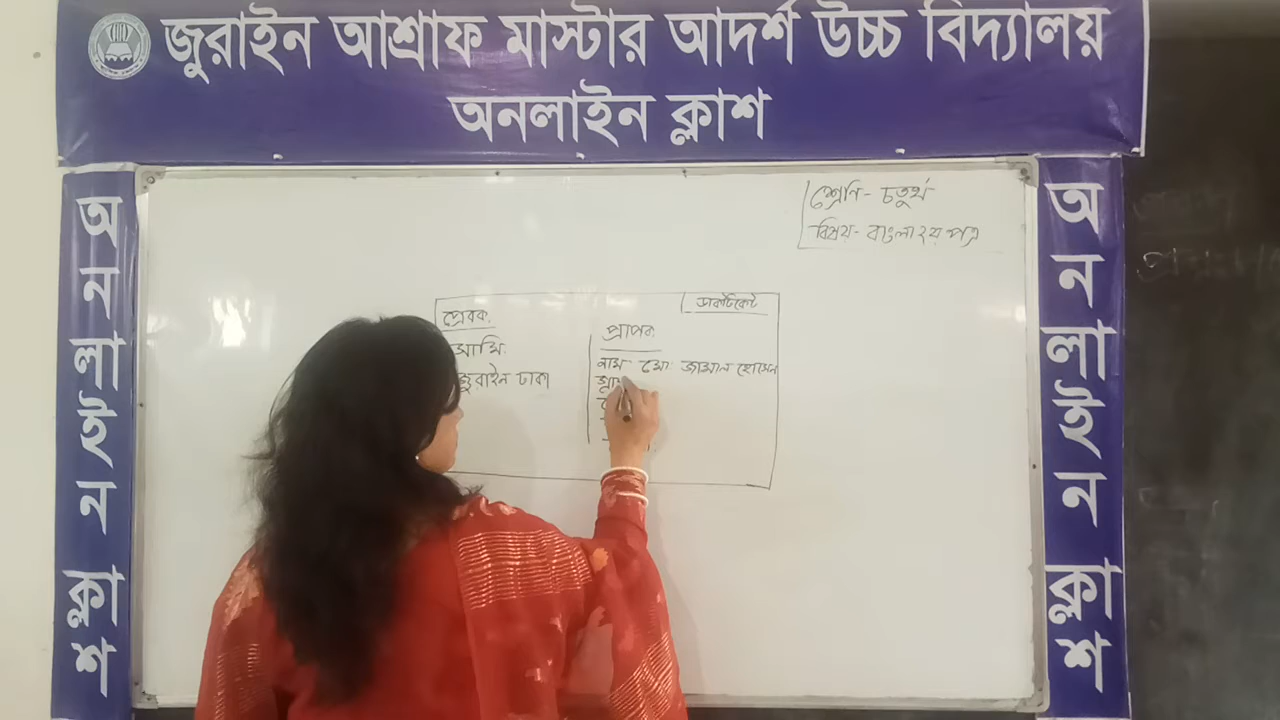 জুরাইন আশ্রাফ মাস্টার আদর্শ উচ্চ বিদ্যালয়
অনলাইন ক্লাশ
অনলাইন ক্লাশ
শ্রেণি - চতুর্থ
বিষয় - বাংলা ২য় পত্র
ডাকটিকেট
প্রেরক
প্রাপক
নাম মো: জামাল হোসেন
জুরাইন ঢাকা
অনলাইন ক্লাশ